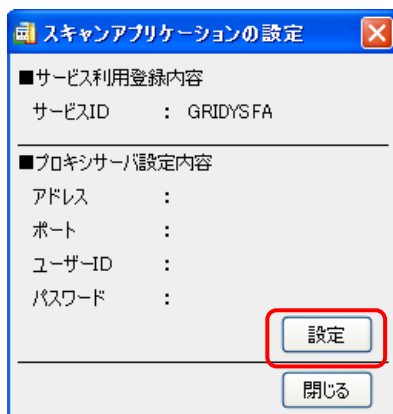 スキャンアプリケーションの設定
■サービス利用登録内容
サービスID : GRIDYSFA
■プロキシサーバ設定内容
アドレス :
ポート :
ユーザーID :
パスワード :
設定
閉じる